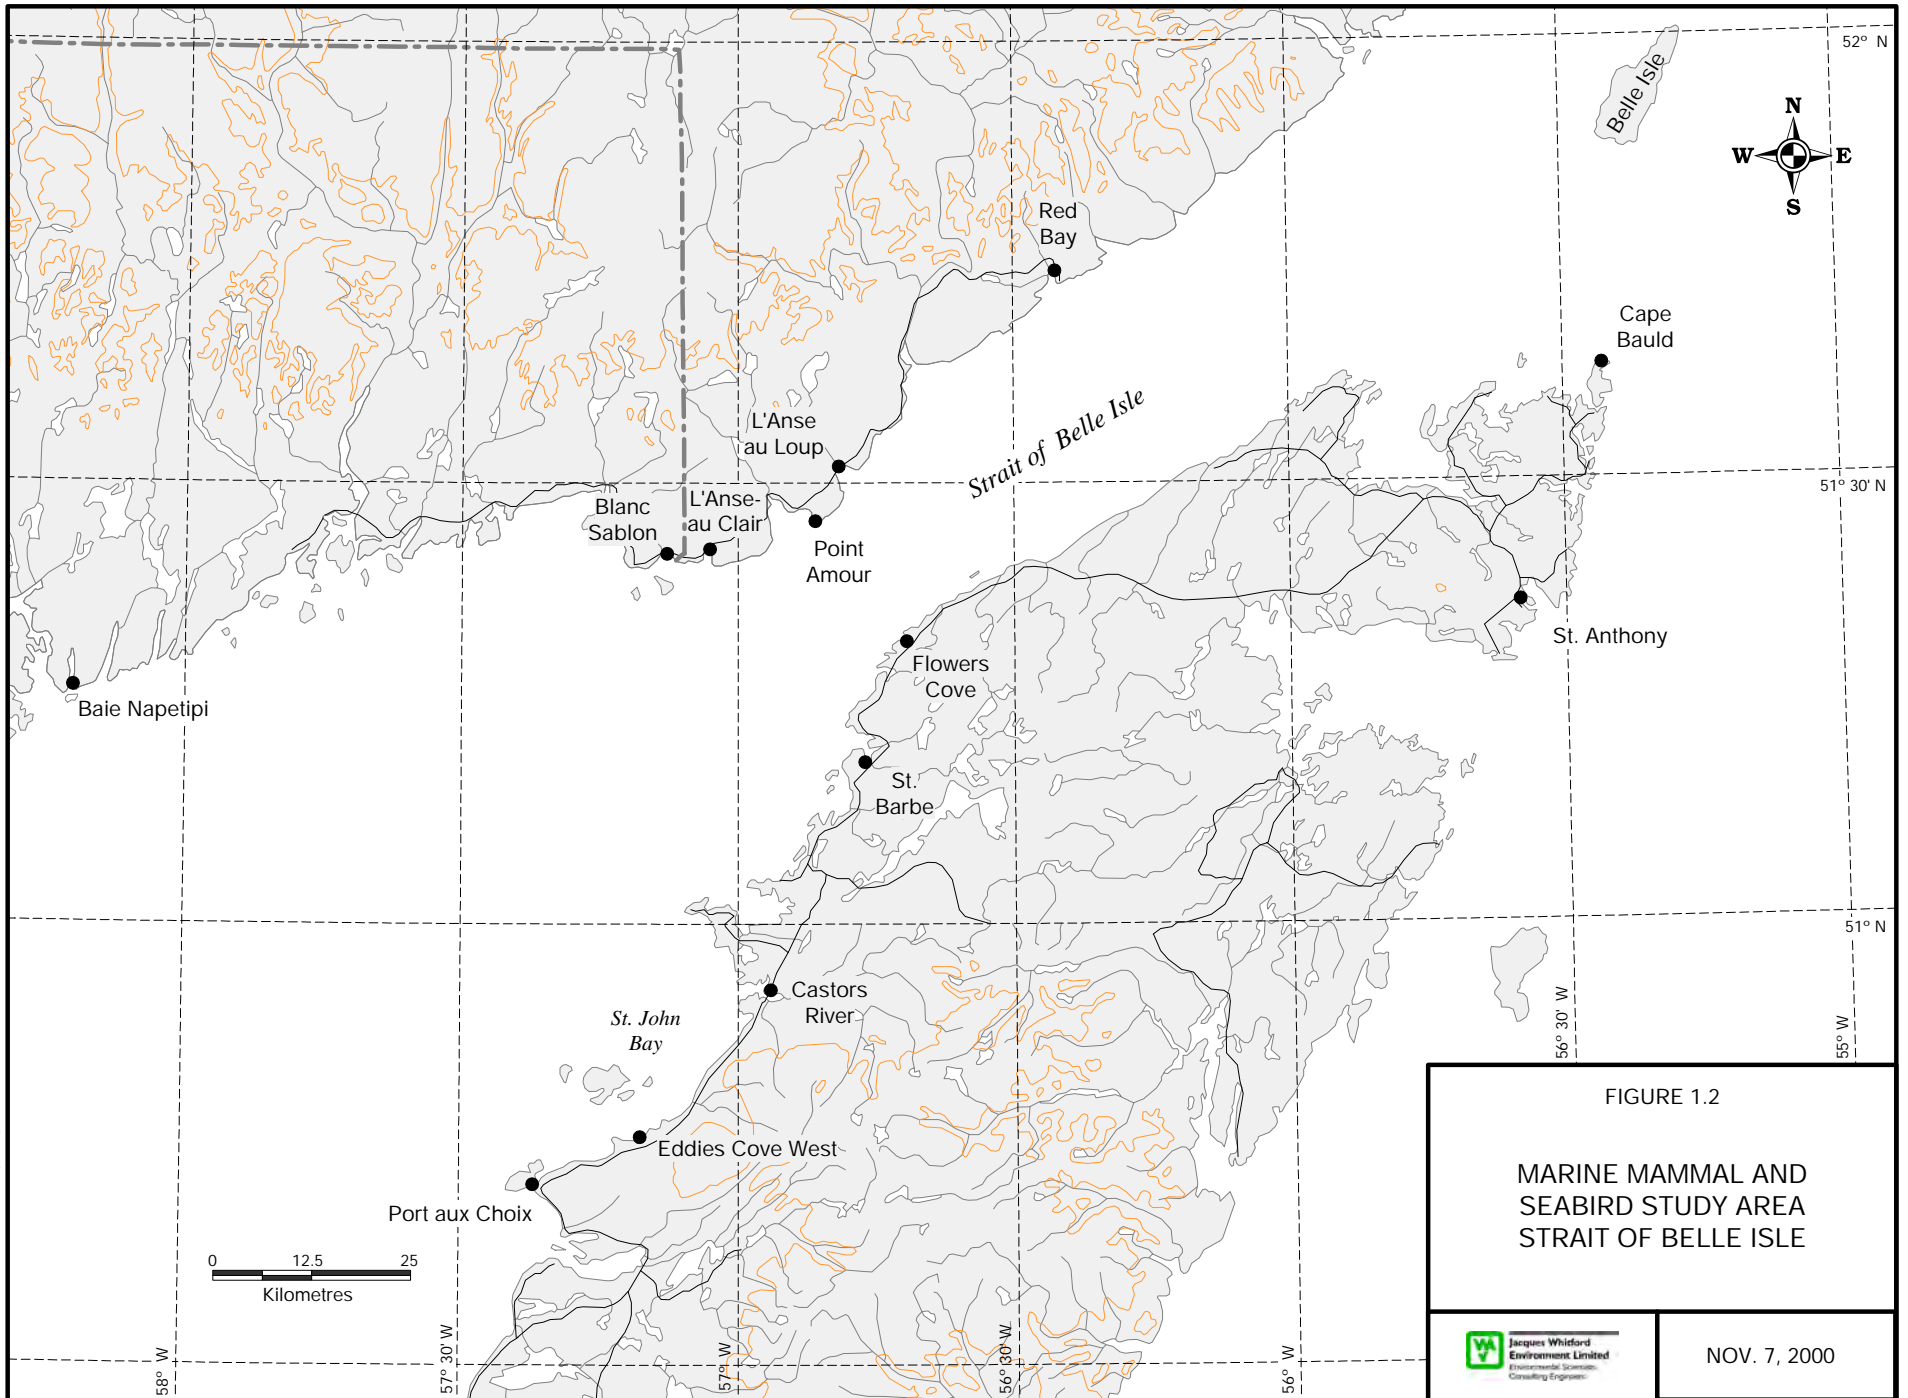 52° N
Belle Isle
N
W E
S
Red
Bay
Cape
Bauld
Strait of Belle Isle
L'Anse
au Loup
51° 30' N
Blanc
Sablon
L'Anse-
au Clair
Point
Amour
St. Anthony
Flowers
Cove
Baie Napetipi
St.
Barbe
51° N
Castors
River
St. John
Bay
56° 30' W
55° W
Eddies Cove West
Port aux Choix
0 12.5 25
Kilometres
58° W
57° 30' W
57° W
56° 30' W
56° W
FIGURE 1.2
MARINE MAMMAL AND
SEABIRD STUDY AREA
STRAIT OF BELLE ISLE
Jacques Whitford
Environment Limited
Environmental Sciences
Consulting Engineers
NOV. 7, 2000